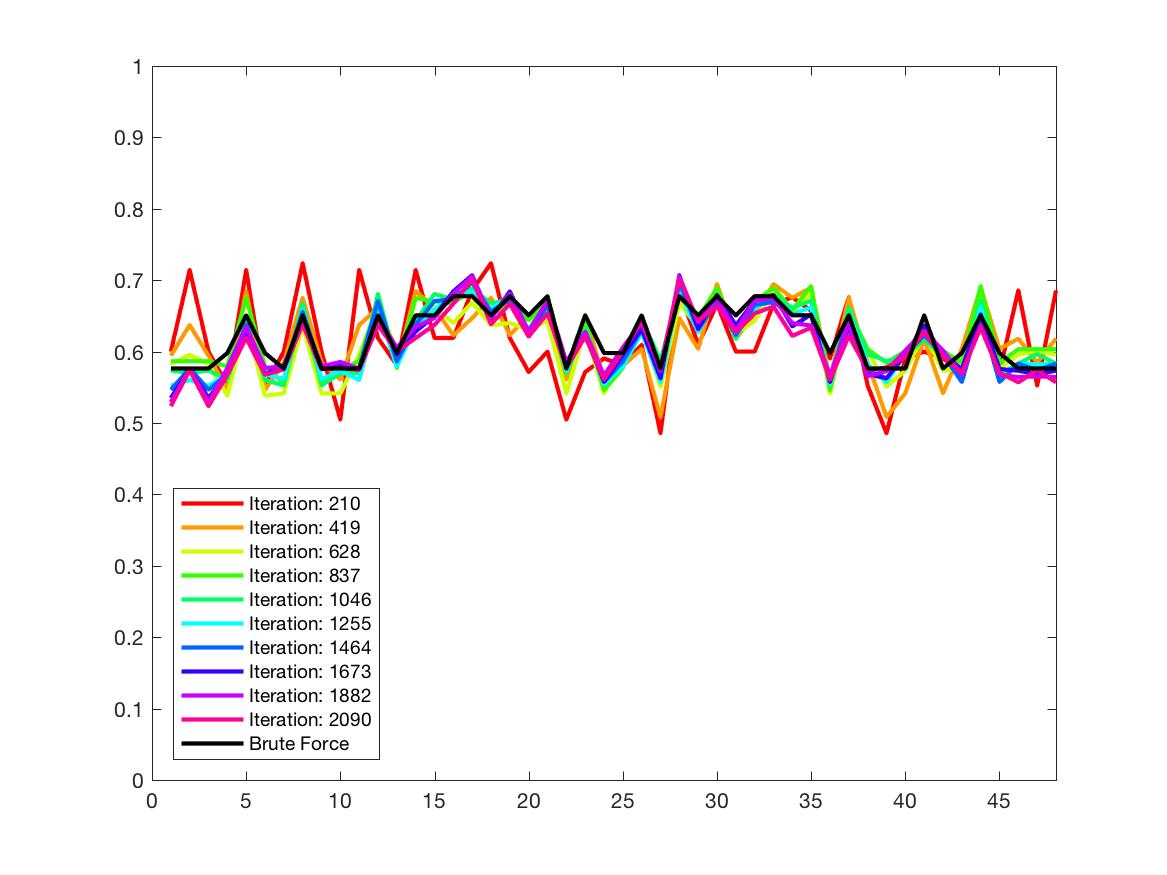 1
0.9
0.8
0.7
0.6
0.5
0.4
0.3
0.2
0.1
0
Iteration: 210
Iteration: 419
Iteration: 628
Iteration: 837
Iteration: 1046
Iteration: 1255
Iteration: 1464
Iteration: 1673
Iteration: 1882
Iteration: 2090
Brute Force
0 5 10 15 20 25 30 35 40 45